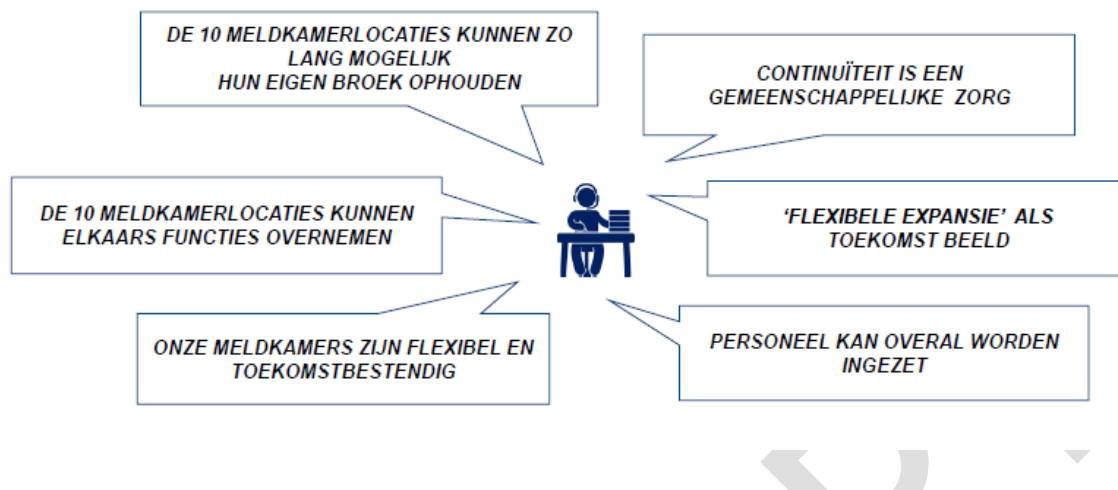 DE 10 MELDKAMERLOCATIES KUNNEN ZO
LANG MOGELIJK
HUN EIGEN BROEK OPHOUDEN
CONTINUÏTEIT IS EEN
GEMEENSCHAPPELIJKE ZORG
DE 10 MELDKAMERLOCATIES KUNNEN
ELKAARS FUNCTIES OVERNEMEN
‘FLEXIBELE EXPANSIE’ ALS
TOEKOMST BEELD
ONZE MELDKAMERS ZIJN FLEXIBEL EN
TOEKOMSTBESTENDIG
PERSONEEL KAN OVERAL WORDEN
INGEZET